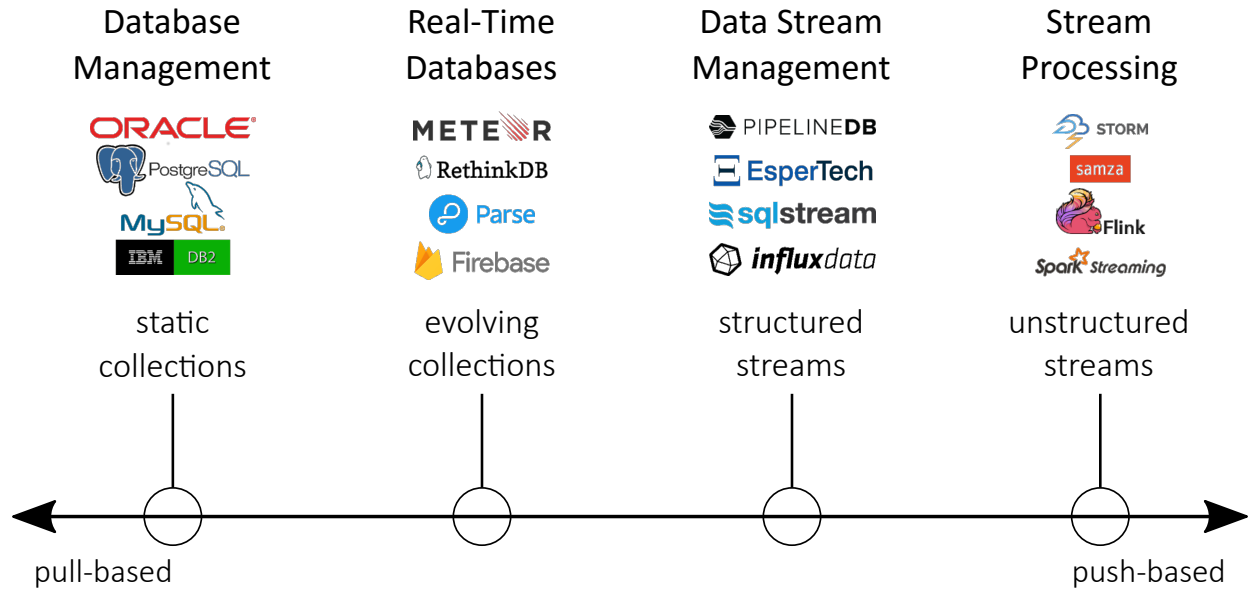 Database
Management
ORACLE®
PostgreSQL
MySQL®
IBM DB2
static
collections
Real-Time
Databases
METEOR
RethinkDB
Parse
Firebase
evolving
collections
Data Stream
Management
PIPELINEDB
EsperTech
sqlstream
influxdata
structured
streams
Stream
Processing
STORM
samza
Flink
Spark Streaming
unstructured
streams
pull-based
push-based